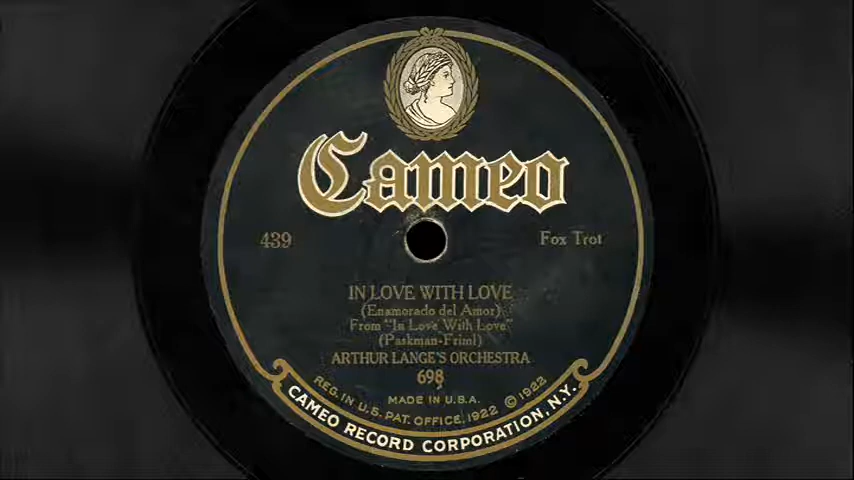 Cameo
439
Fox Trot
IN LOVE WITH LOVE
(Enamorado del Amor)
From "In Love With Love"
(Paskman-Friml)
ARTHUR LANGE'S ORCHESTRA
698
MADE IN U.S.A.
REG. IN U.S. PAT. OFFICE, 1922 © 1922
CAMEO RECORD CORPORATION, N.Y.